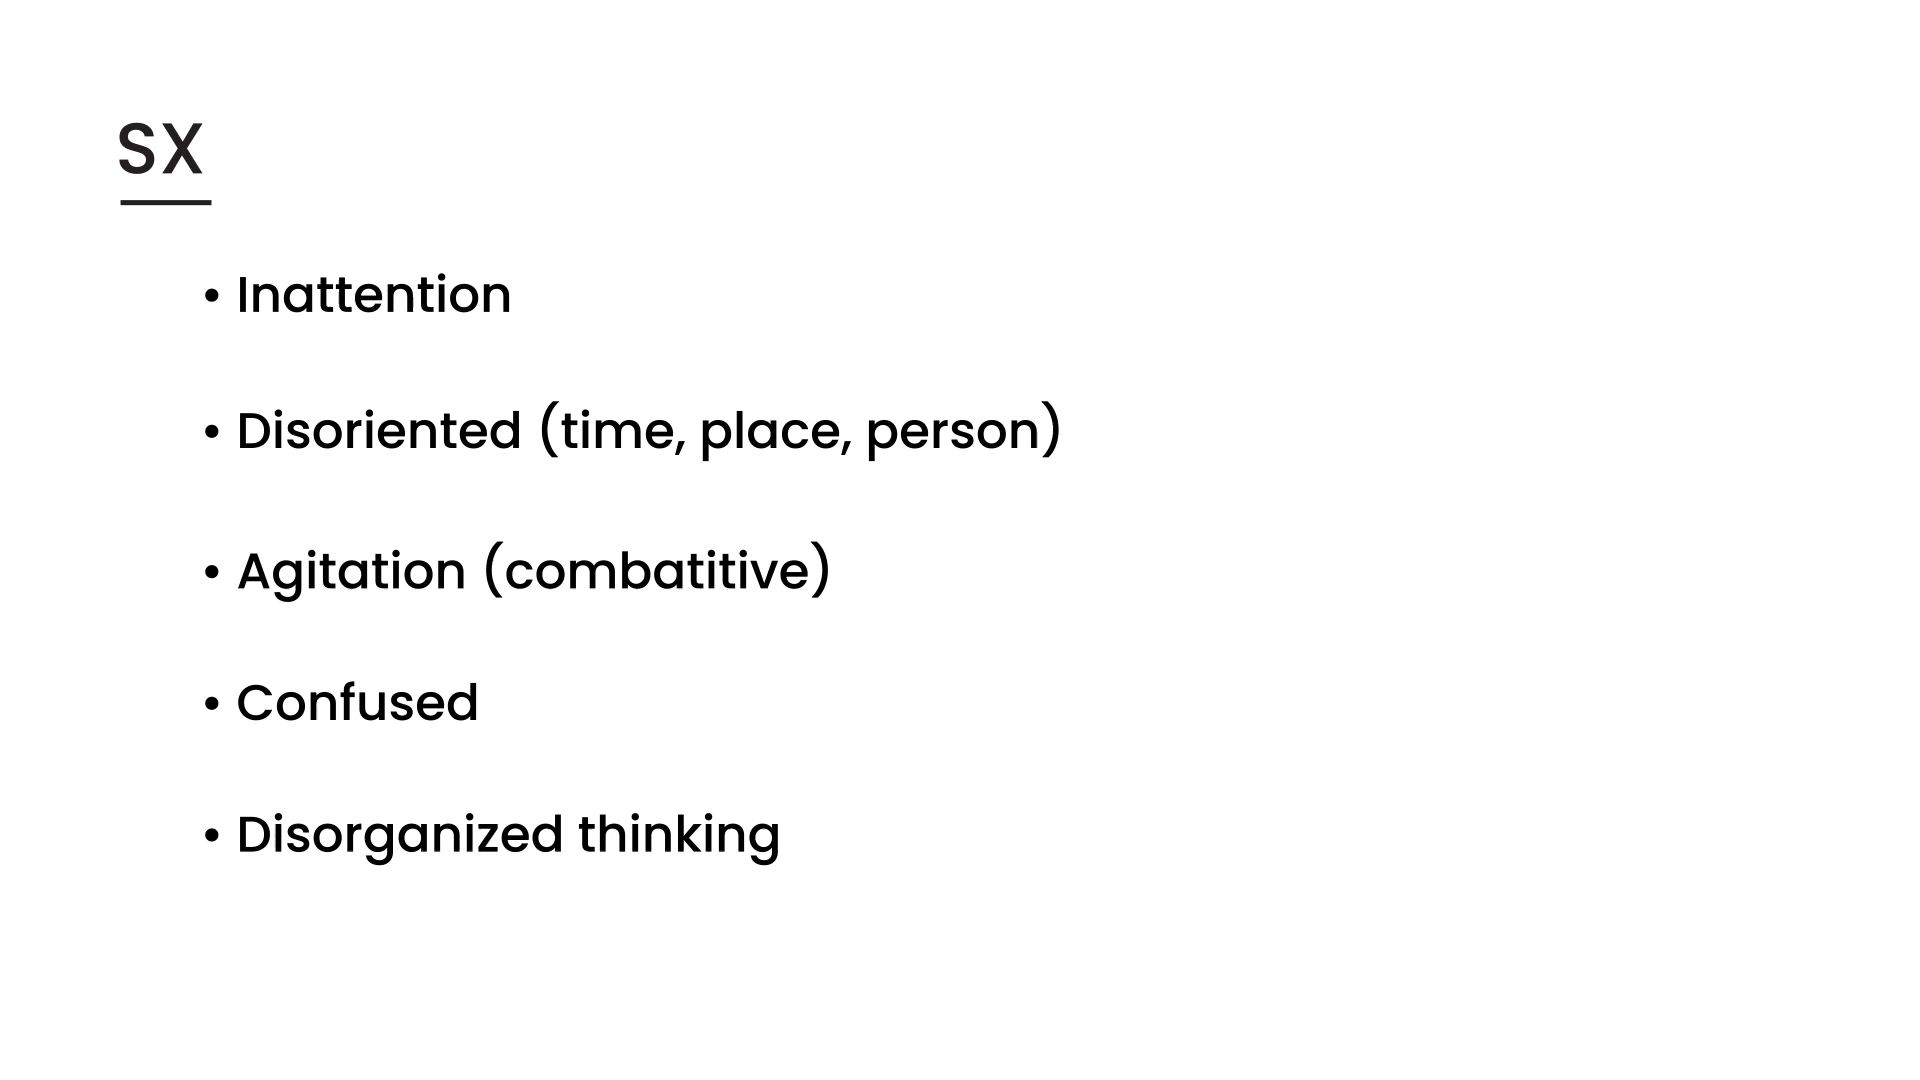 SX
• Inattention
• Disoriented (time, place, person)
• Agitation (combatitive)
• Confused
• Disorganized thinking